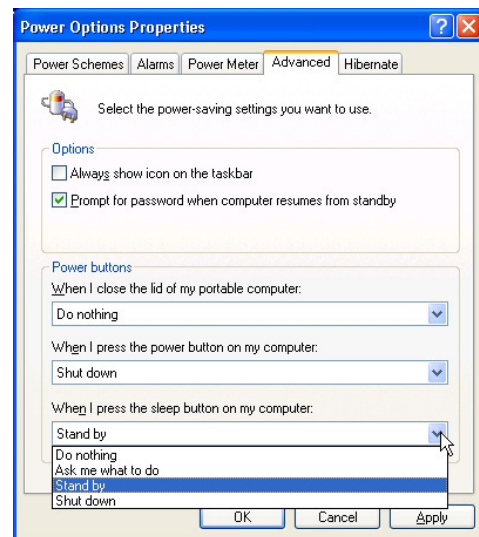 Power Options Properties
Power Schemes Alarms Power Meter Advanced Hibernate
Select the power-saving settings you want to use.
Options
Always show icon on the taskbar
Prompt for password when computer resumes from standby
Power buttons
When I close the lid of my portable computer:
Do nothing
When I press the power button on my computer:
Shut down
When I press the sleep button on my computer:
Stand by
Do nothing
Ask me what to do
Stand by
Shut down
OK Cancel Apply